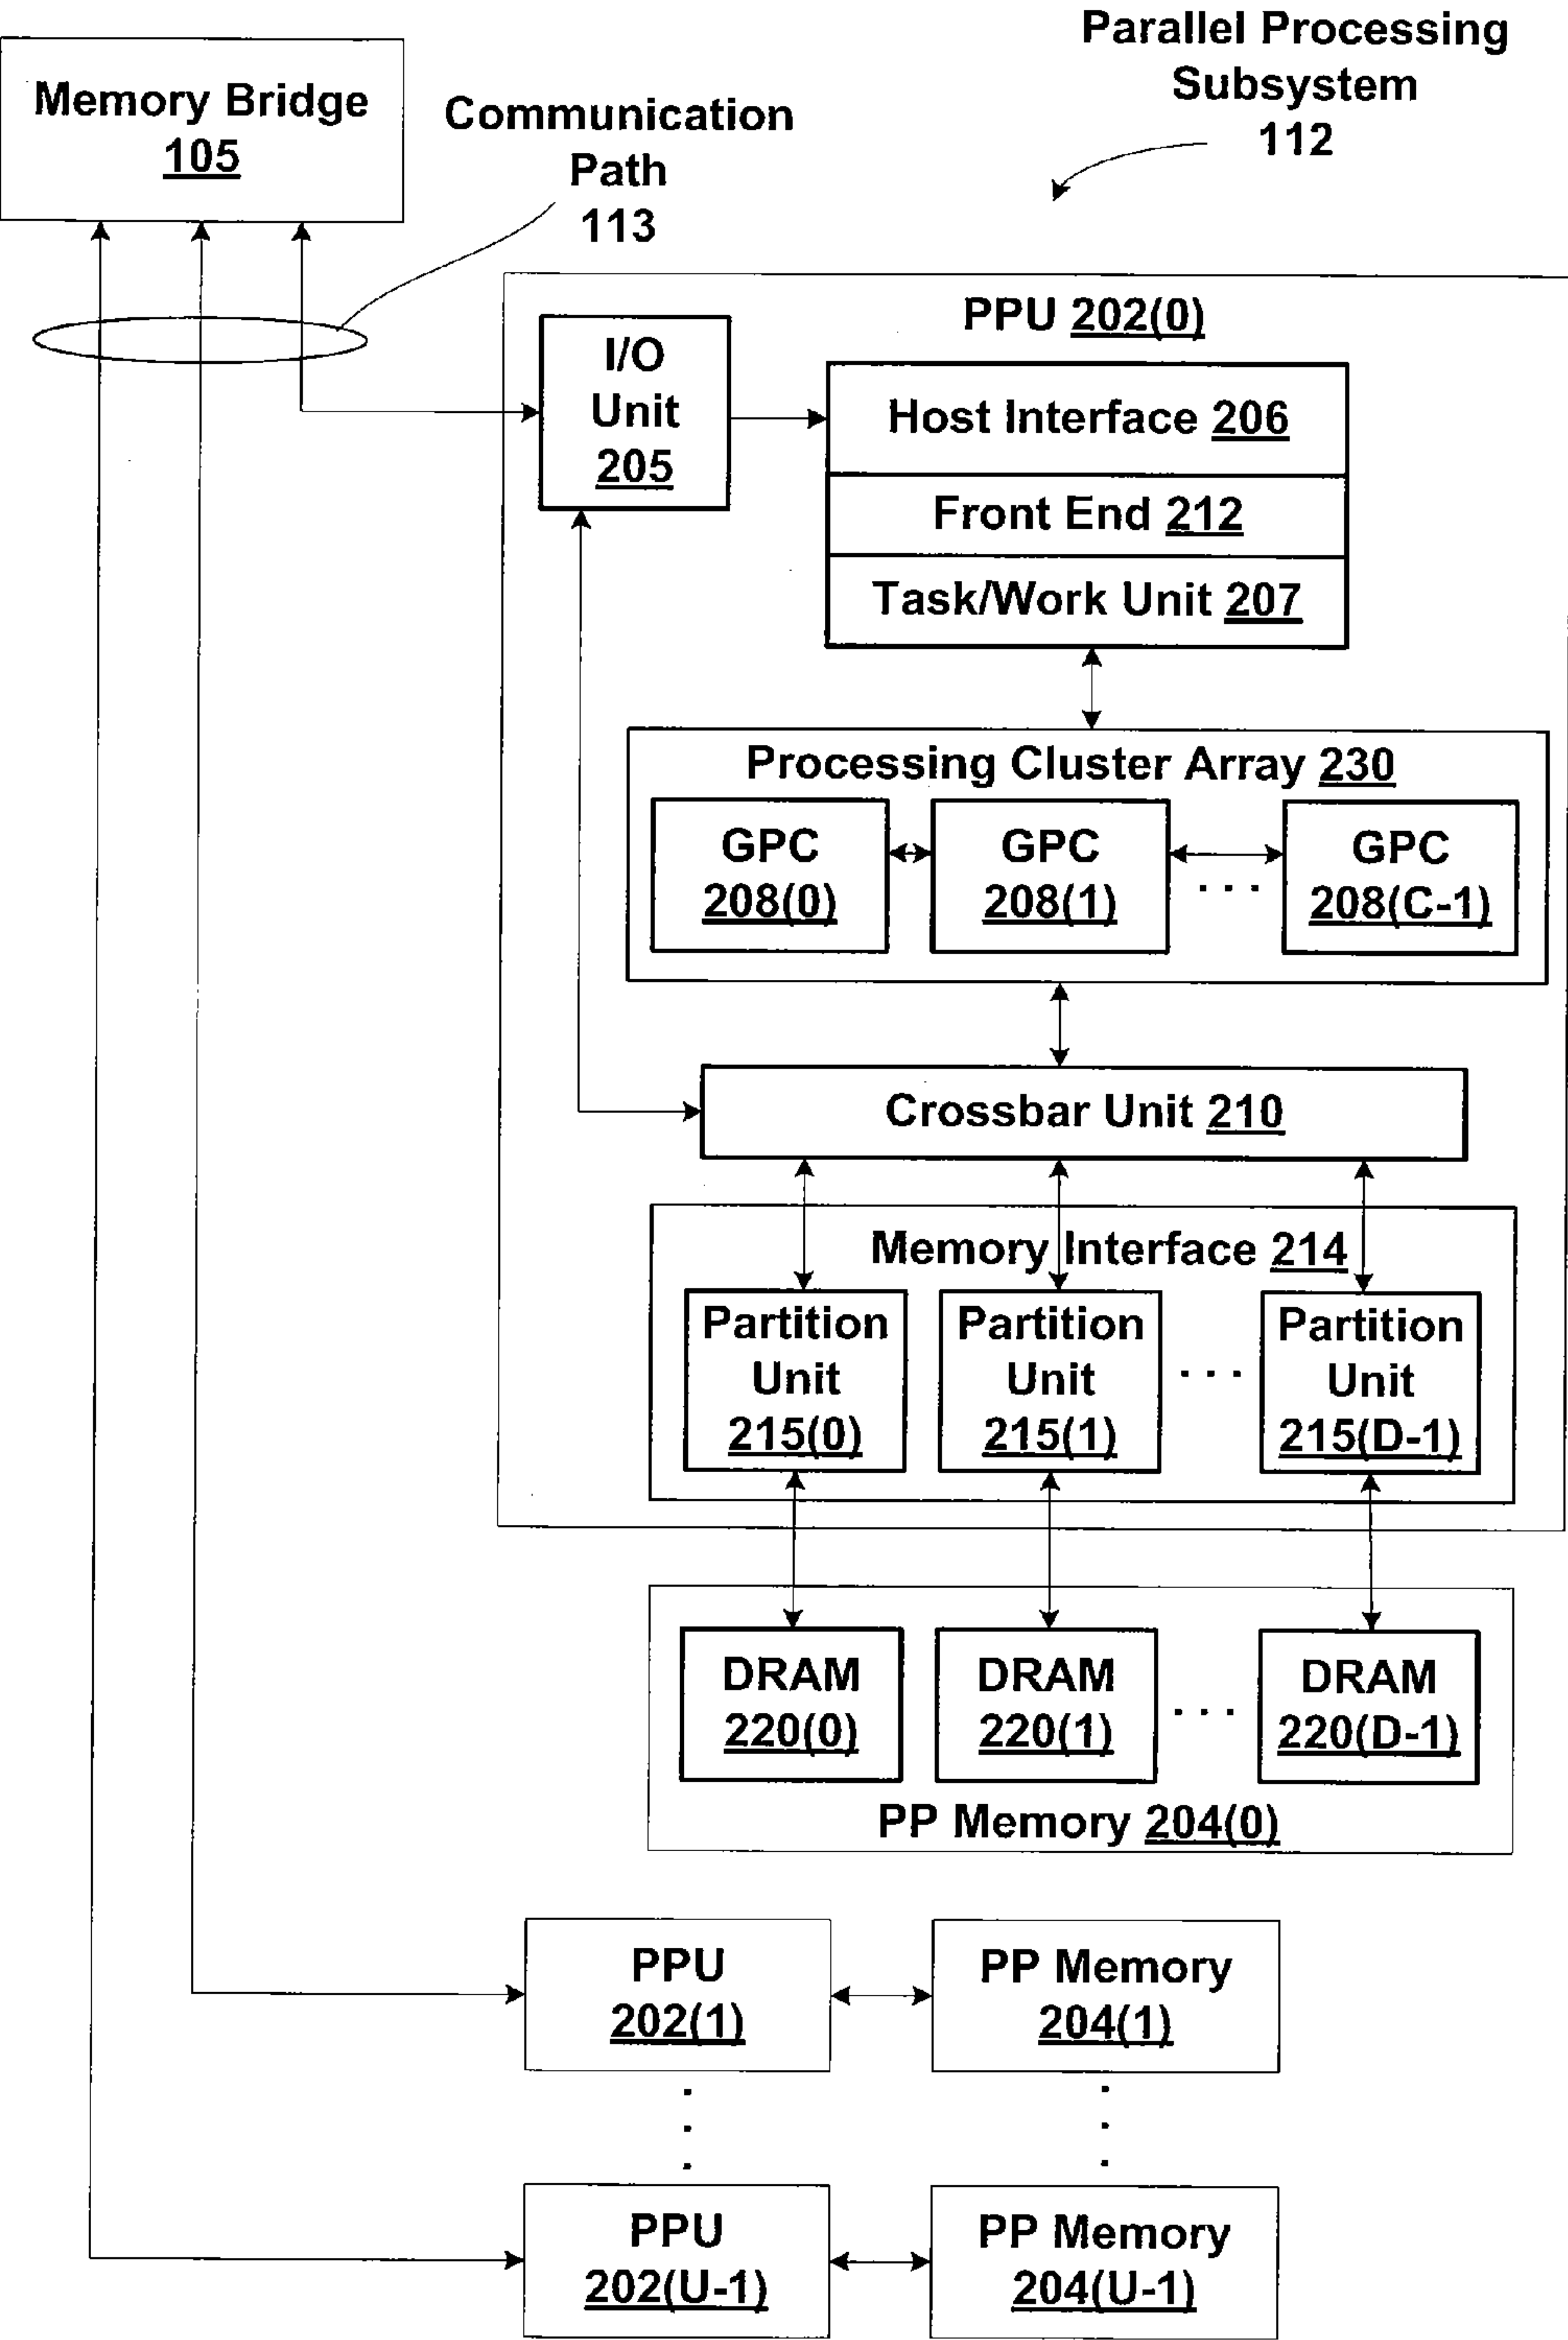 Parallel Processing
Subsystem
112
Memory Bridge
105
Communication
Path
113
PPU 202(0)
I/O
Unit
205
Host Interface 206
Front End 212
Task/Work Unit 207
Processing Cluster Array 230
GPC
208(0)
GPC
208(1)
. . .
GPC
208(C-1)
Crossbar Unit 210
Memory Interface 214
Partition
Unit
215(0)
Partition
Unit
215(1)
. . .
Partition
Unit
215(D-1)
DRAM
220(0)
DRAM
220(1)
. . .
DRAM
220(D-1)
PP Memory 204(0)
PPU
202(1)
PP Memory
204(1)
PPU
202(U-1)
PP Memory
204(U-1)